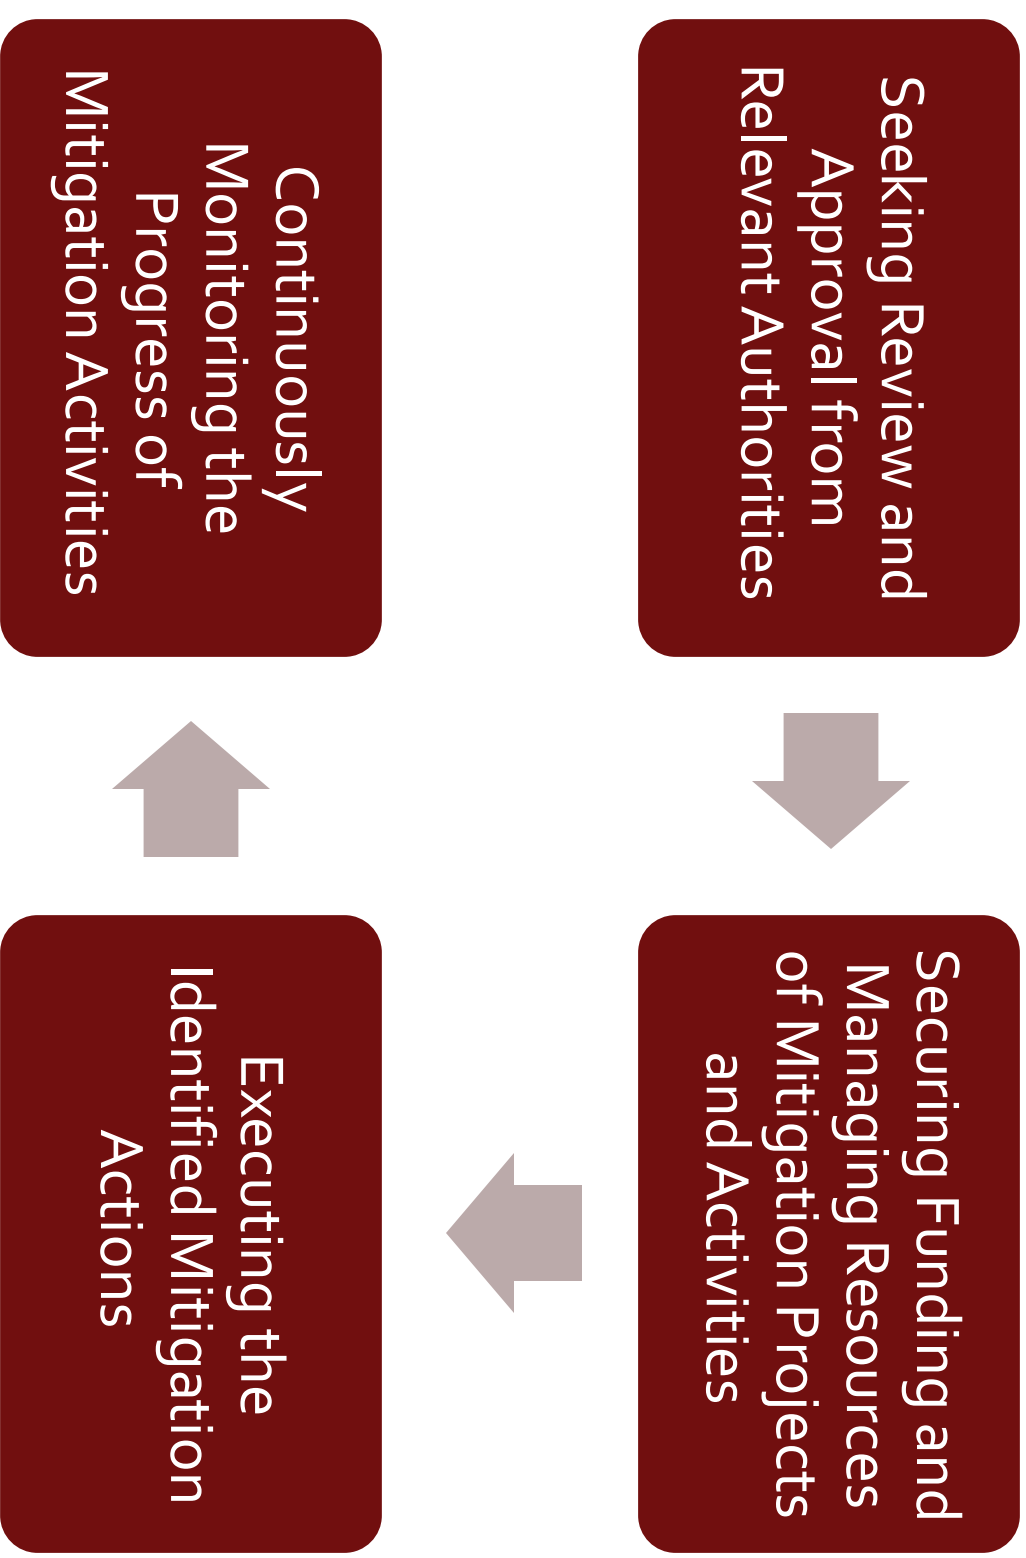 Seeking Review and
Approval from
Relevant Authorities
Securing Funding and
Managing Resources
of Mitigation Projects
and Activities
Executing the
Identified Mitigation
Actions
Continuously
Monitoring the
Progress of
Mitigation Activities